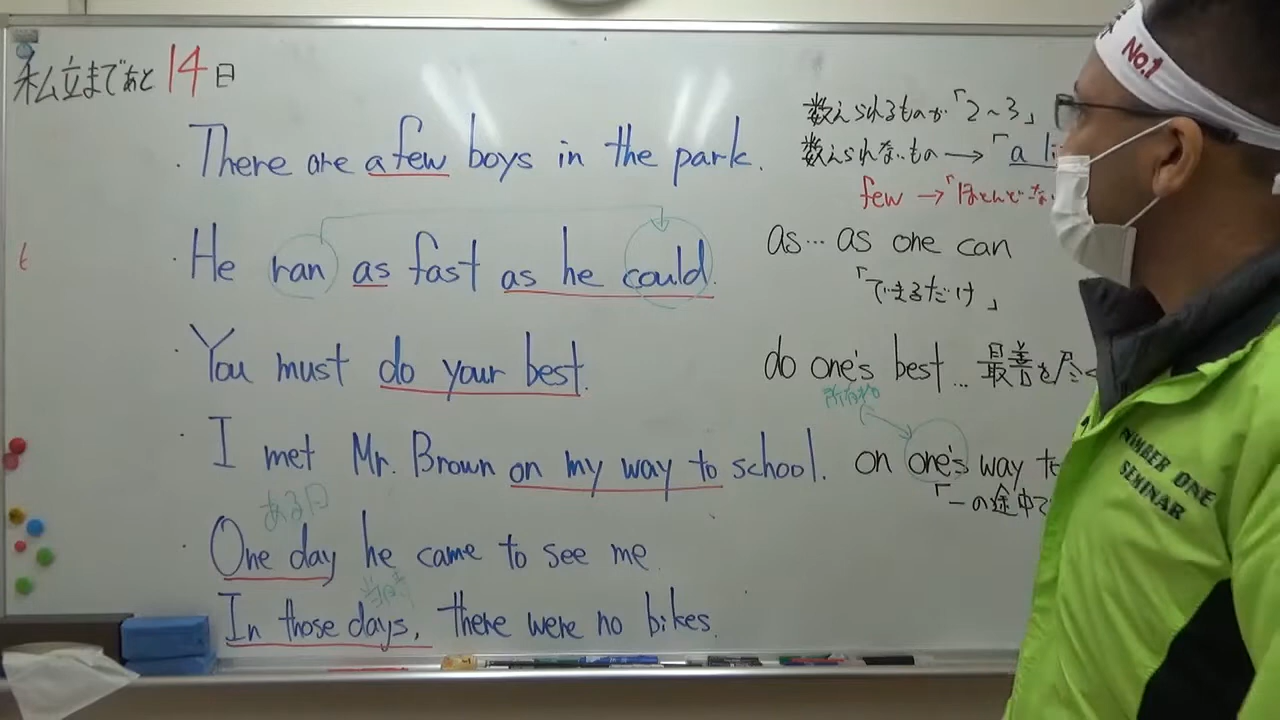 私立まであと14日
There are a few boys in the park.
数えられるものが「2～3」
数えられないもの→「a li
few→「ほとんどな
He ran as fast as he could.
as… as one can
「できるだけ」
You must do your best.
do one's best… 最善を尽く
所有格
I met Mr. Brown on my way to school.
on one's way to
「～の途中で
ある日
One day he came to see me.
当時
In those days, there were no bikes.
t
No.1
NUMBER ONE
SEMINAR